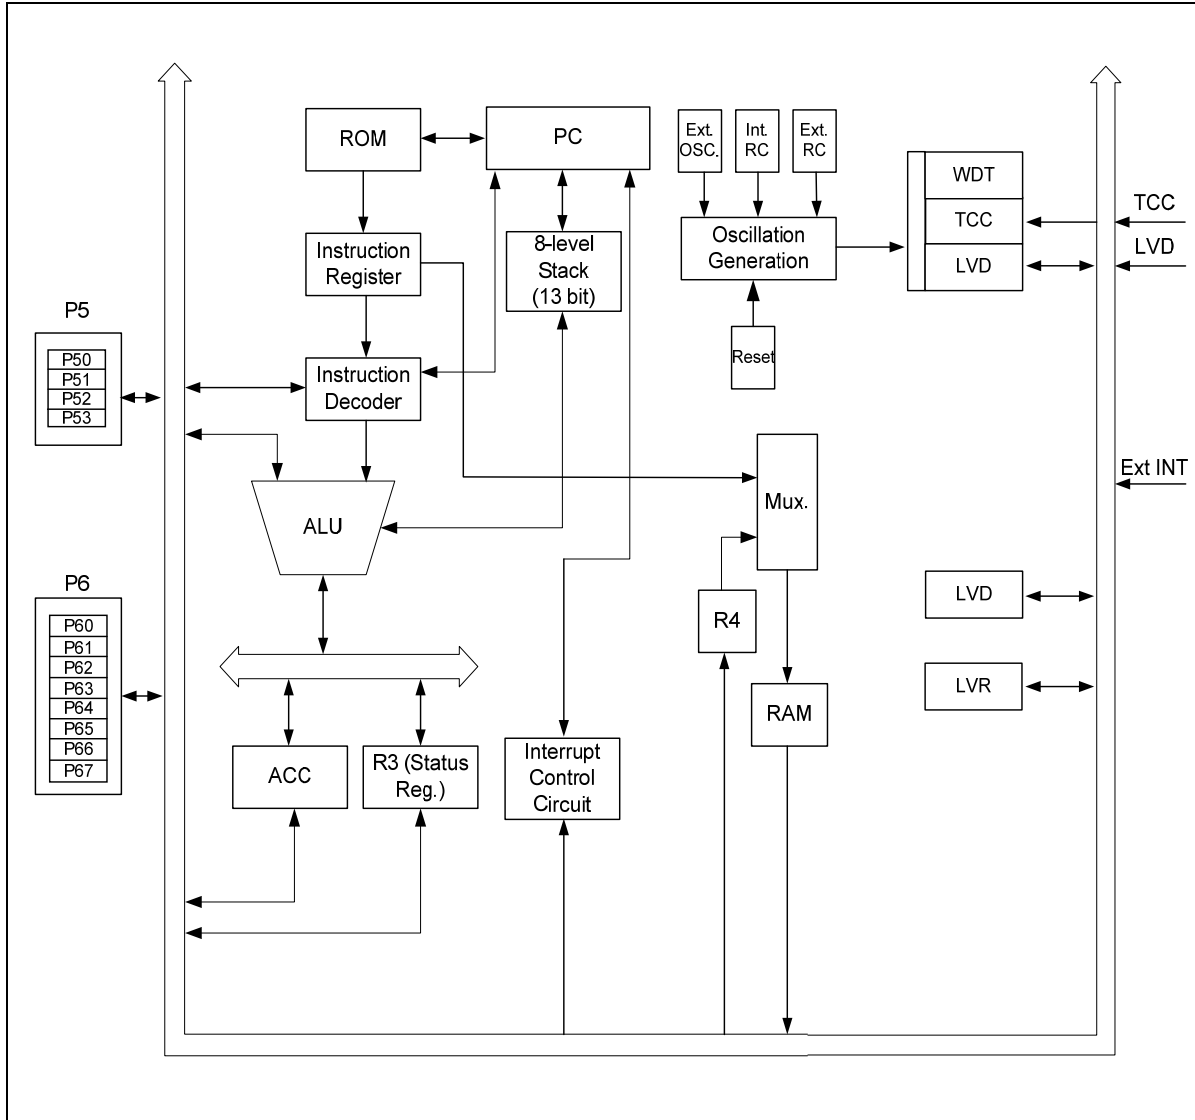 ROM
PC
Ext.
OSC.
Int.
RC
Ext.
RC
WDT
TCC
LVD
TCC
LVD
Oscillation
Generation
Reset
Instruction
Register
8-level
Stack
(13 bit)
P5
P50
P51
P52
P53
Instruction
Decoder
ALU
Mux.
Ext INT
P6
P60
P61
P62
P63
P64
P65
P66
P67
R4
LVD
LVR
RAM
ACC
R3 (Status
Reg.)
Interrupt
Control
Circuit